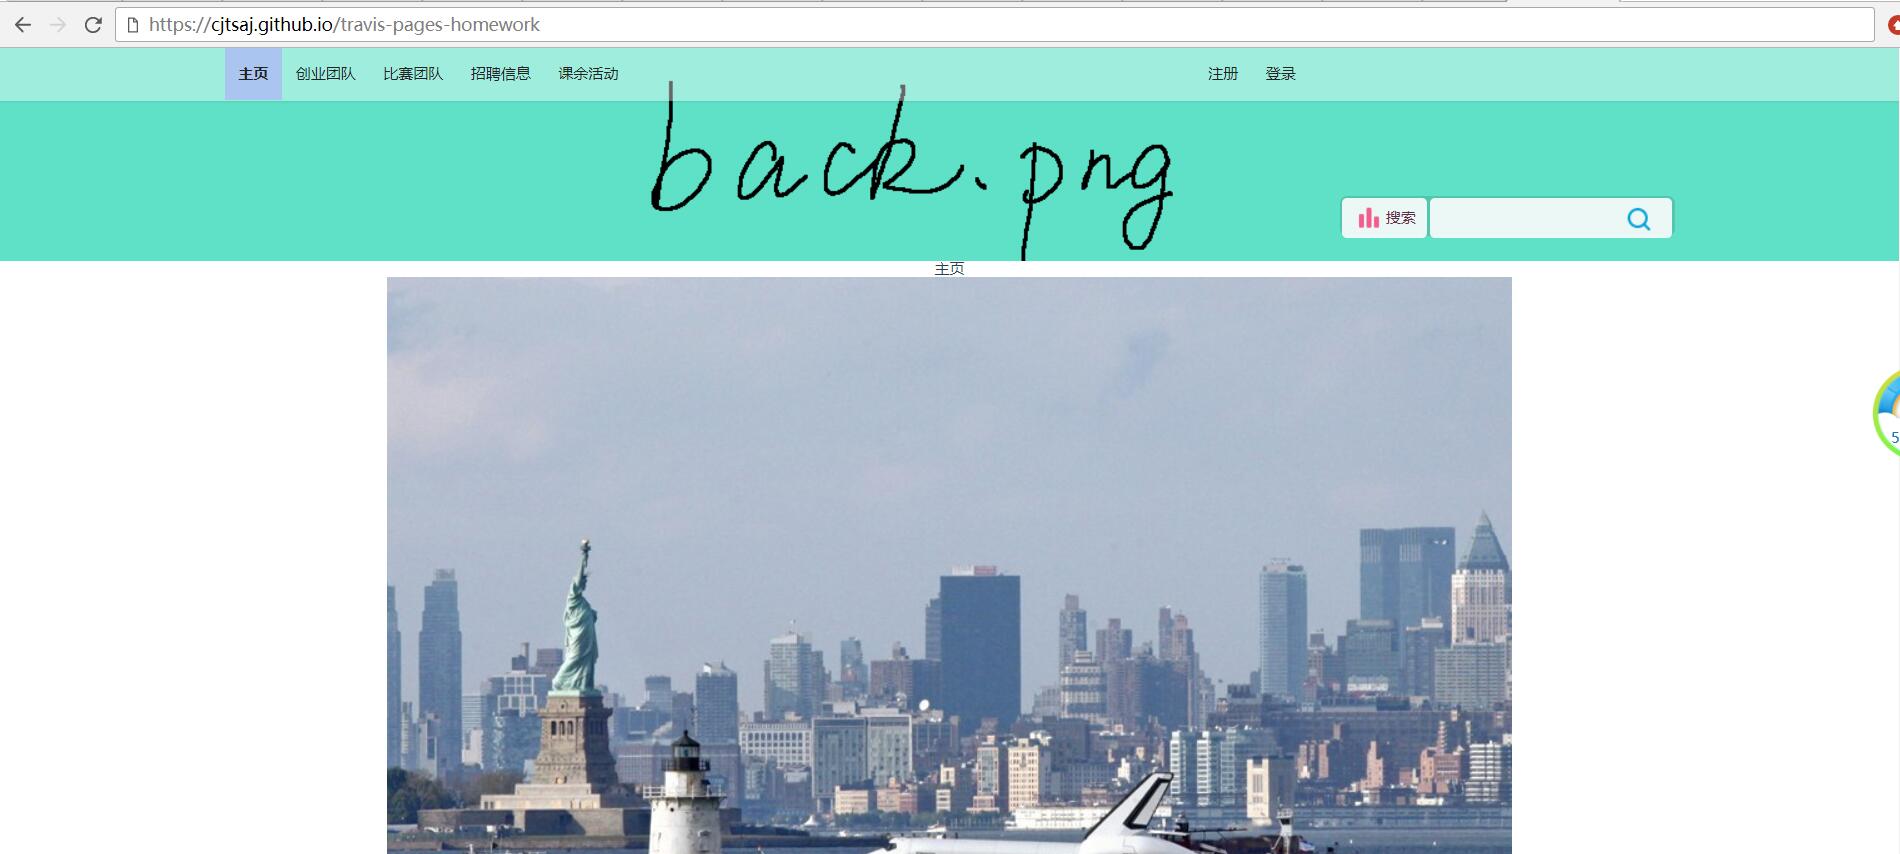 https://cjtsaj.github.io/travis-pages-homework
主页 创业团队 比赛团队 招聘信息 课余活动 注册 登录
back.png
搜索
主页
5